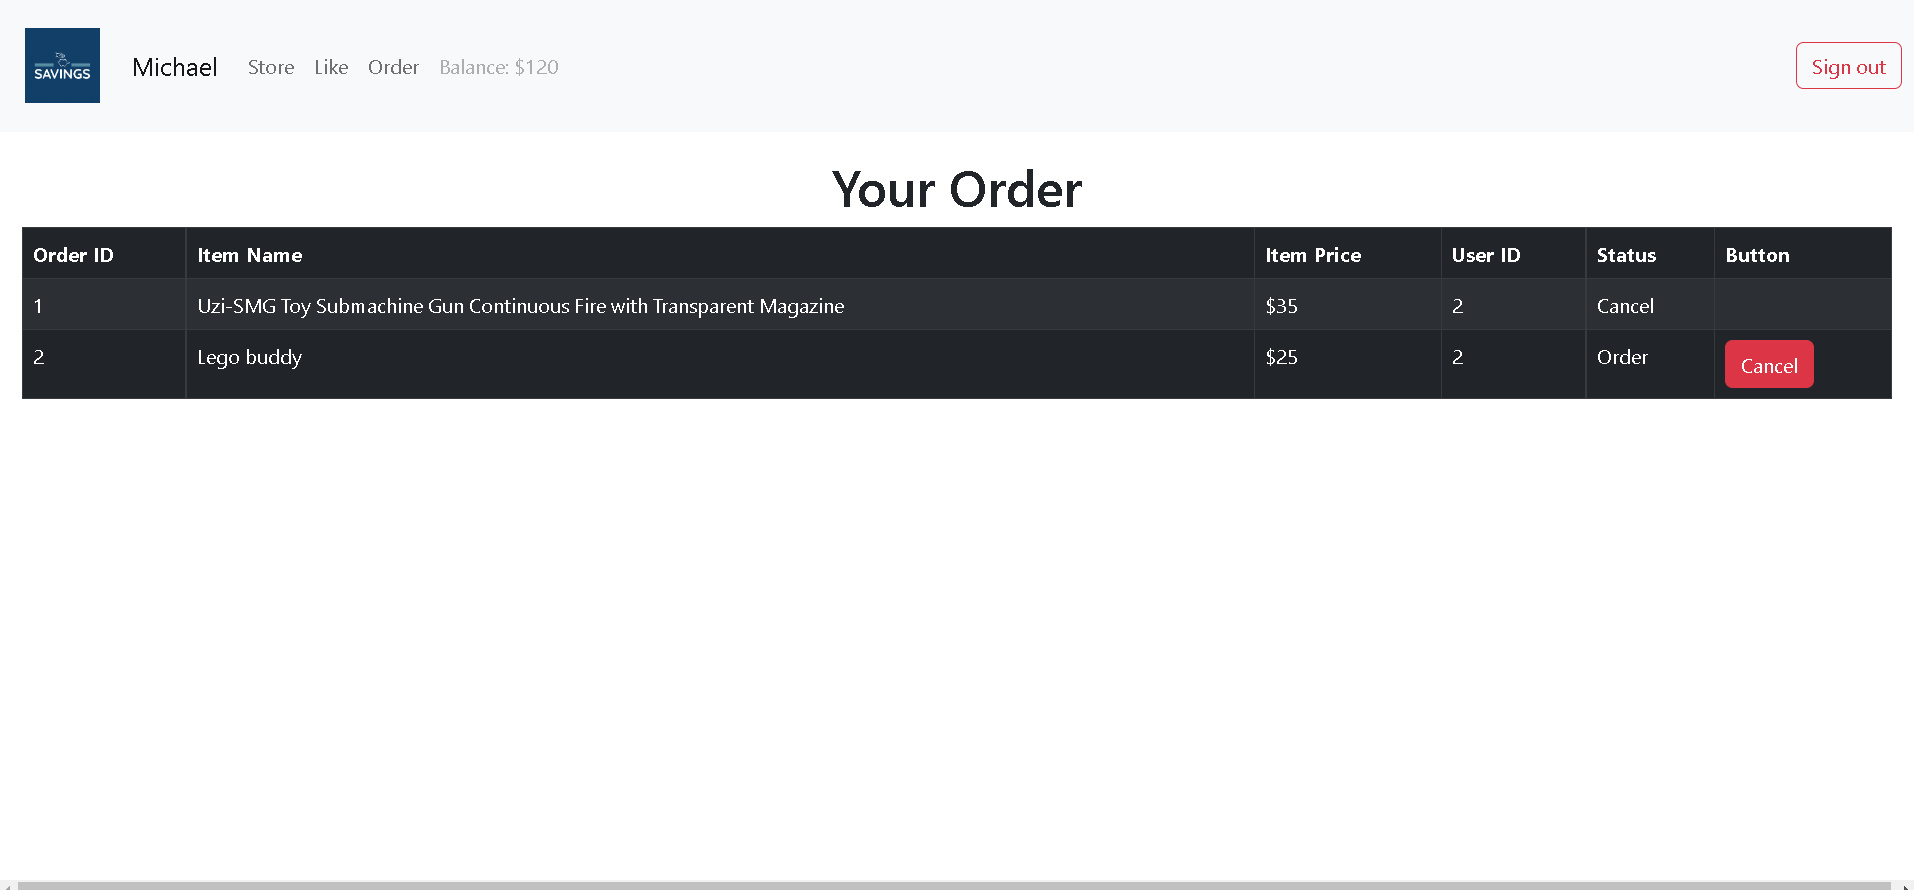 SAVINGS
Michael Store Like Order Balance: $120 Sign out
Your Order
Order ID Item Name Item Price User ID Status Button
1 Uzi-SMG Toy Submachine Gun Continuous Fire with Transparent Magazine $35 2 Cancel
2 Lego buddy $25 2 Order Cancel